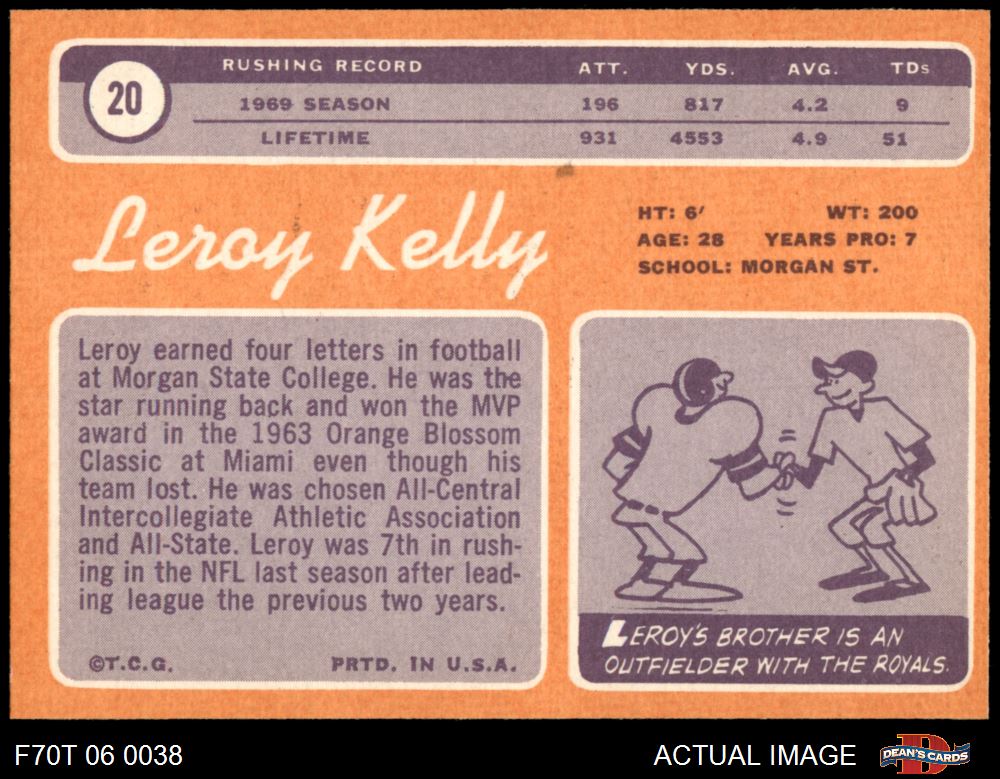 20
RUSHING RECORD ATT. YDS. AVG. TDs
1969 SEASON 196 817 4.2 9
LIFETIME 931 4553 4.9 51
Leroy Kelly
HT: 6' WT: 200
AGE: 28 YEARS PRO: 7
SCHOOL: MORGAN ST.
Leroy earned four letters in football
at Morgan State College. He was the
star running back and won the MVP
award in the 1963 Orange Blossom
Classic at Miami even though his
team lost. He was chosen All-Central
Intercollegiate Athletic Association
and All-State. Leroy was 7th in rush-
ing in the NFL last season after lead-
ing league the previous two years.
©T.C.G. PRTD. IN U.S.A.
LEROY'S BROTHER IS AN
OUTFIELDER WITH THE ROYALS.
F70T 06 0038 ACTUAL IMAGE
D
DEAN'S CARDS